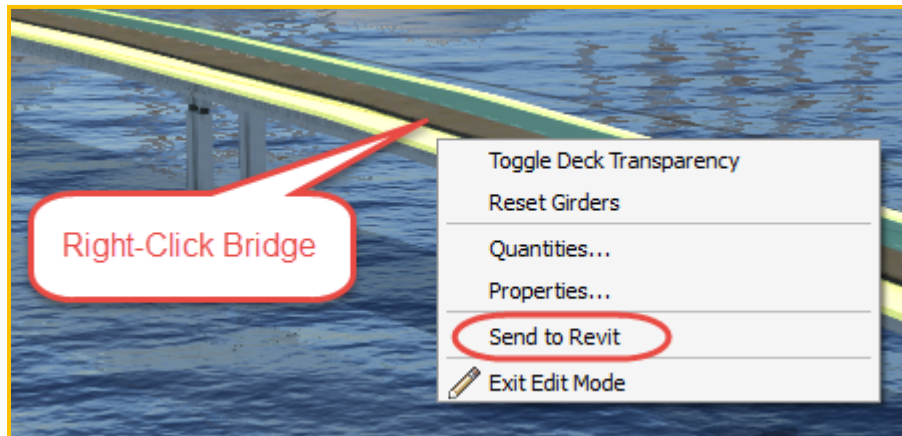 Toggle Deck Transparency
Reset Girders
Right-Click Bridge
Quantities...
Properties...
Send to Revit
Exit Edit Mode